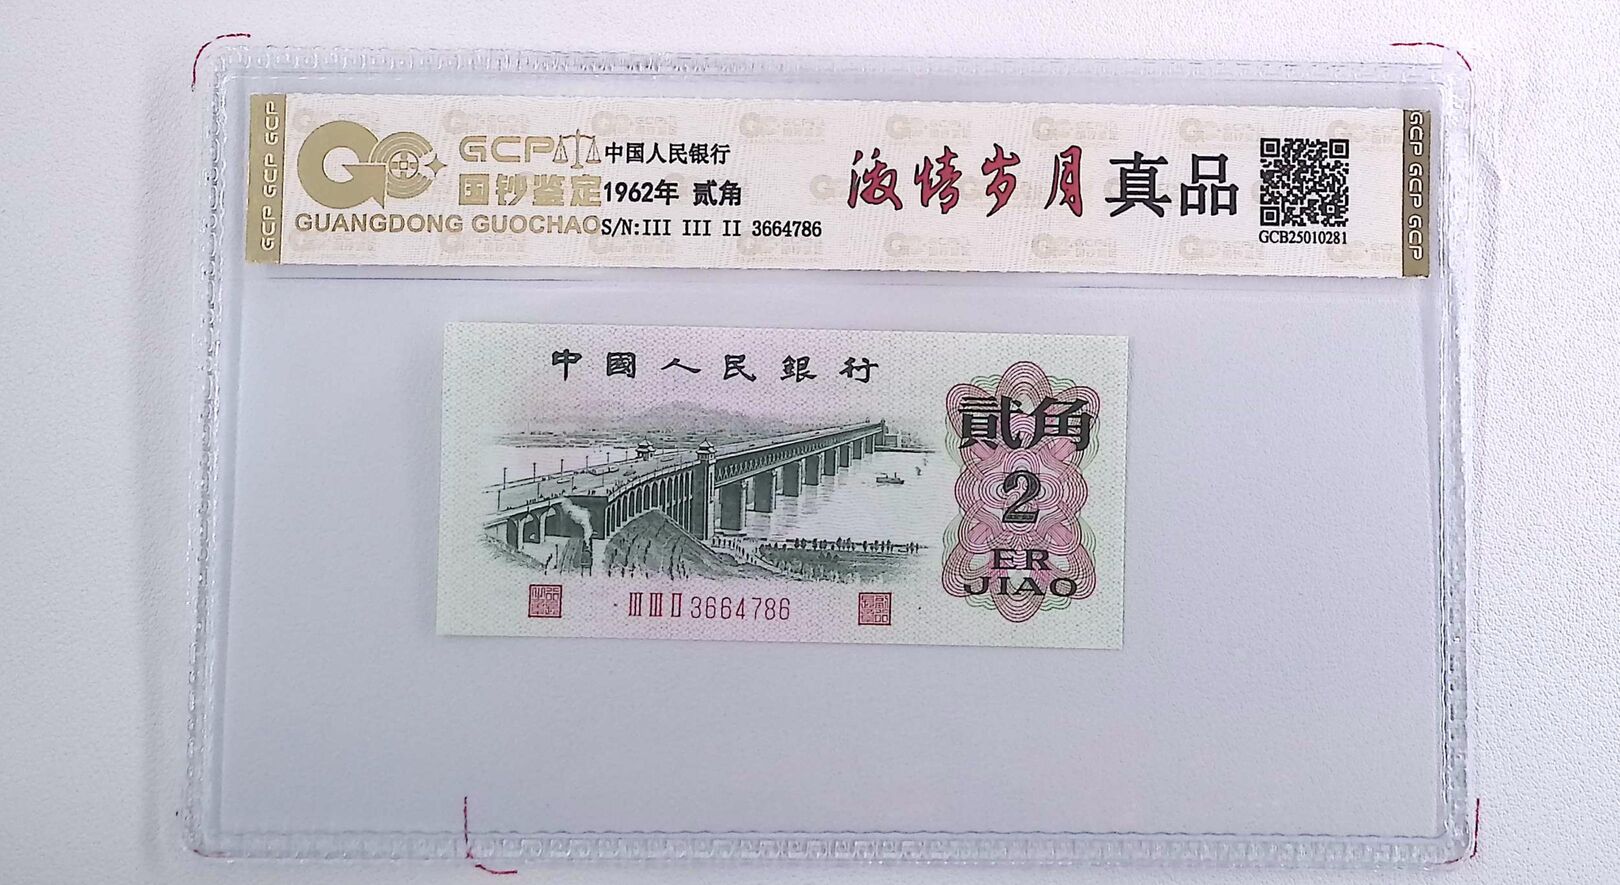 GCP GCP GCP
GCP
国钞鉴定
GUANGDONG GUOCHAO
中国人民银行
1962年 贰角
S/N:III III II 3664786
激情岁月 真品
GCB25010281
GCP GCP GCP
中國人民銀行
貳角
2
ER
JIAO
III III II 3664786